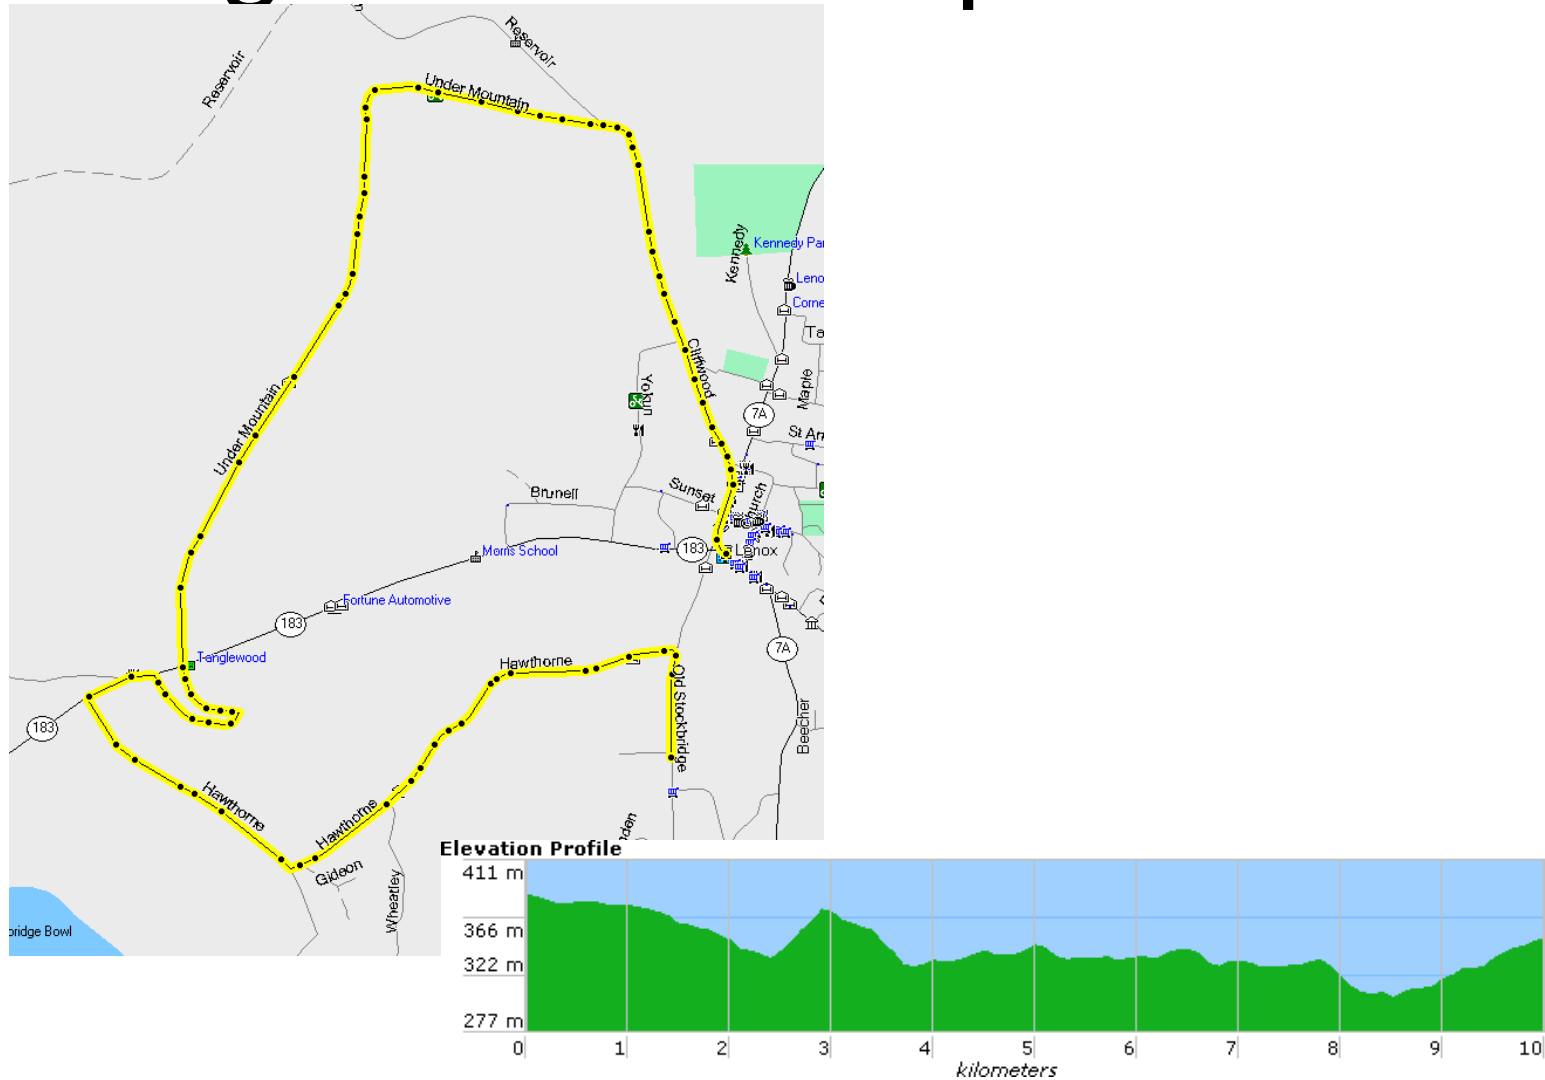 Reservoir
Reservoir
Under Mountain
Kennedy
Kennedy Par
Leno
Corne
Ta
Cliffwood
Yokun
Maple
7A
St An
Under Mountain
Sunset
Brunell
Church
183
Lenox
Morris School
Fortune Automotive
183
7A
Tanglewood
Hawthorne
Old Stockbridge
183
Beecher
Hawthorne
Hawthorne
nden
Gideon
Wheatley
bridge Bowl
Elevation Profile
411 m
366 m
322 m
277 m
0 1 2 3 4 5 6 7 8 9 10
kilometers